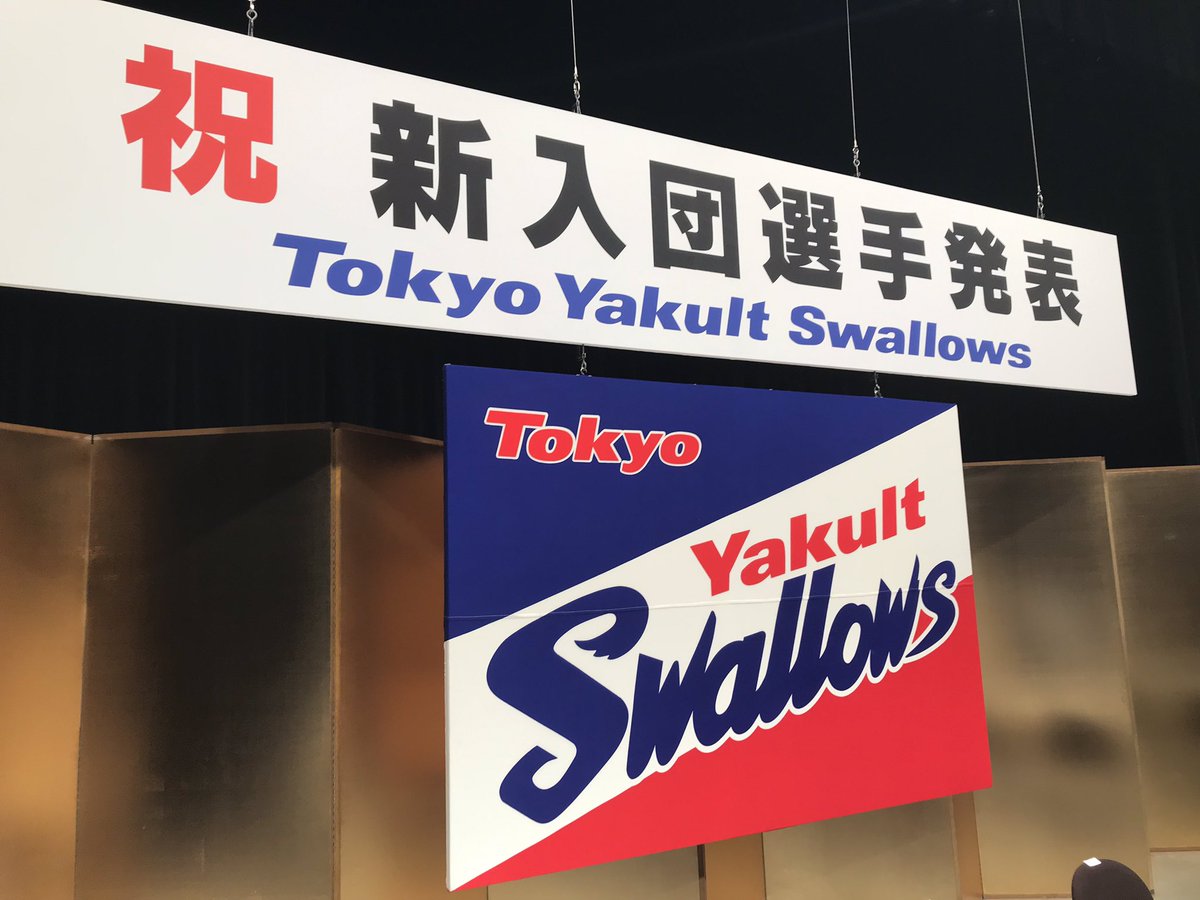 祝 新入団選手発表
Tokyo Yakult Swallows
Tokyo
Yakult
Swallows